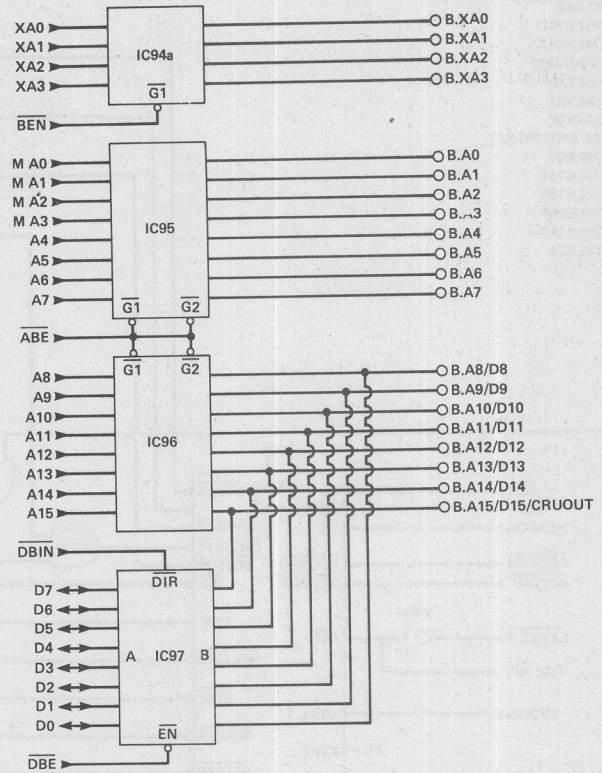 XA0 B.XA0
XA1 IC94a B.XA1
XA2 B.XA2
XA3 B.XA3
G1
BEN
M A0 B.A0
M A1 B.A1
M A2 B.A2
M A3 IC95
A4 B.A4
A5 B.A5
A6 B.A6
A7 B.A7
G1 G2
ABE
G1 G2
A8 B.A8/D8
A9 B.A9/D9
A10 B.A10/D10
A11 IC96 B.A11/D11
A12 B.A12/D12
A13 B.A13/D13
A14 B.A14/D14
A15 B.A15/D15/CRUOUT
DBIN
DIR
D7
D6
D5
D4 A IC97 B
D3
D2
D1
D0
EN
DBE